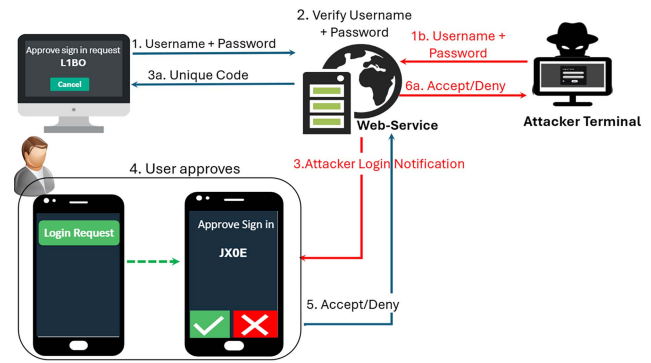 2. Verify Username
+ Password
Approve sign in request
L1BO
Cancel
1. Username + Password
3a. Unique Code
1b. Username +
Password
6a. Accept/Deny
Web-Service
Attacker Terminal
3.Attacker Login Notification
4. User approves
Login Request
Approve Sign in
JX0E
5. Accept/Deny